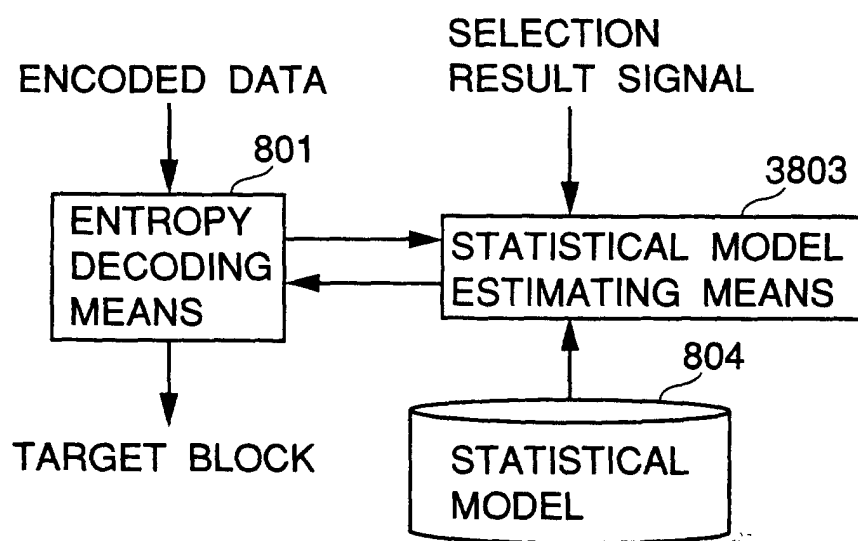 SELECTION
RESULT SIGNAL
ENCODED DATA
801
3803
ENTROPY
DECODING
MEANS
STATISTICAL MODEL
ESTIMATING MEANS
804
TARGET BLOCK
STATISTICAL
MODEL